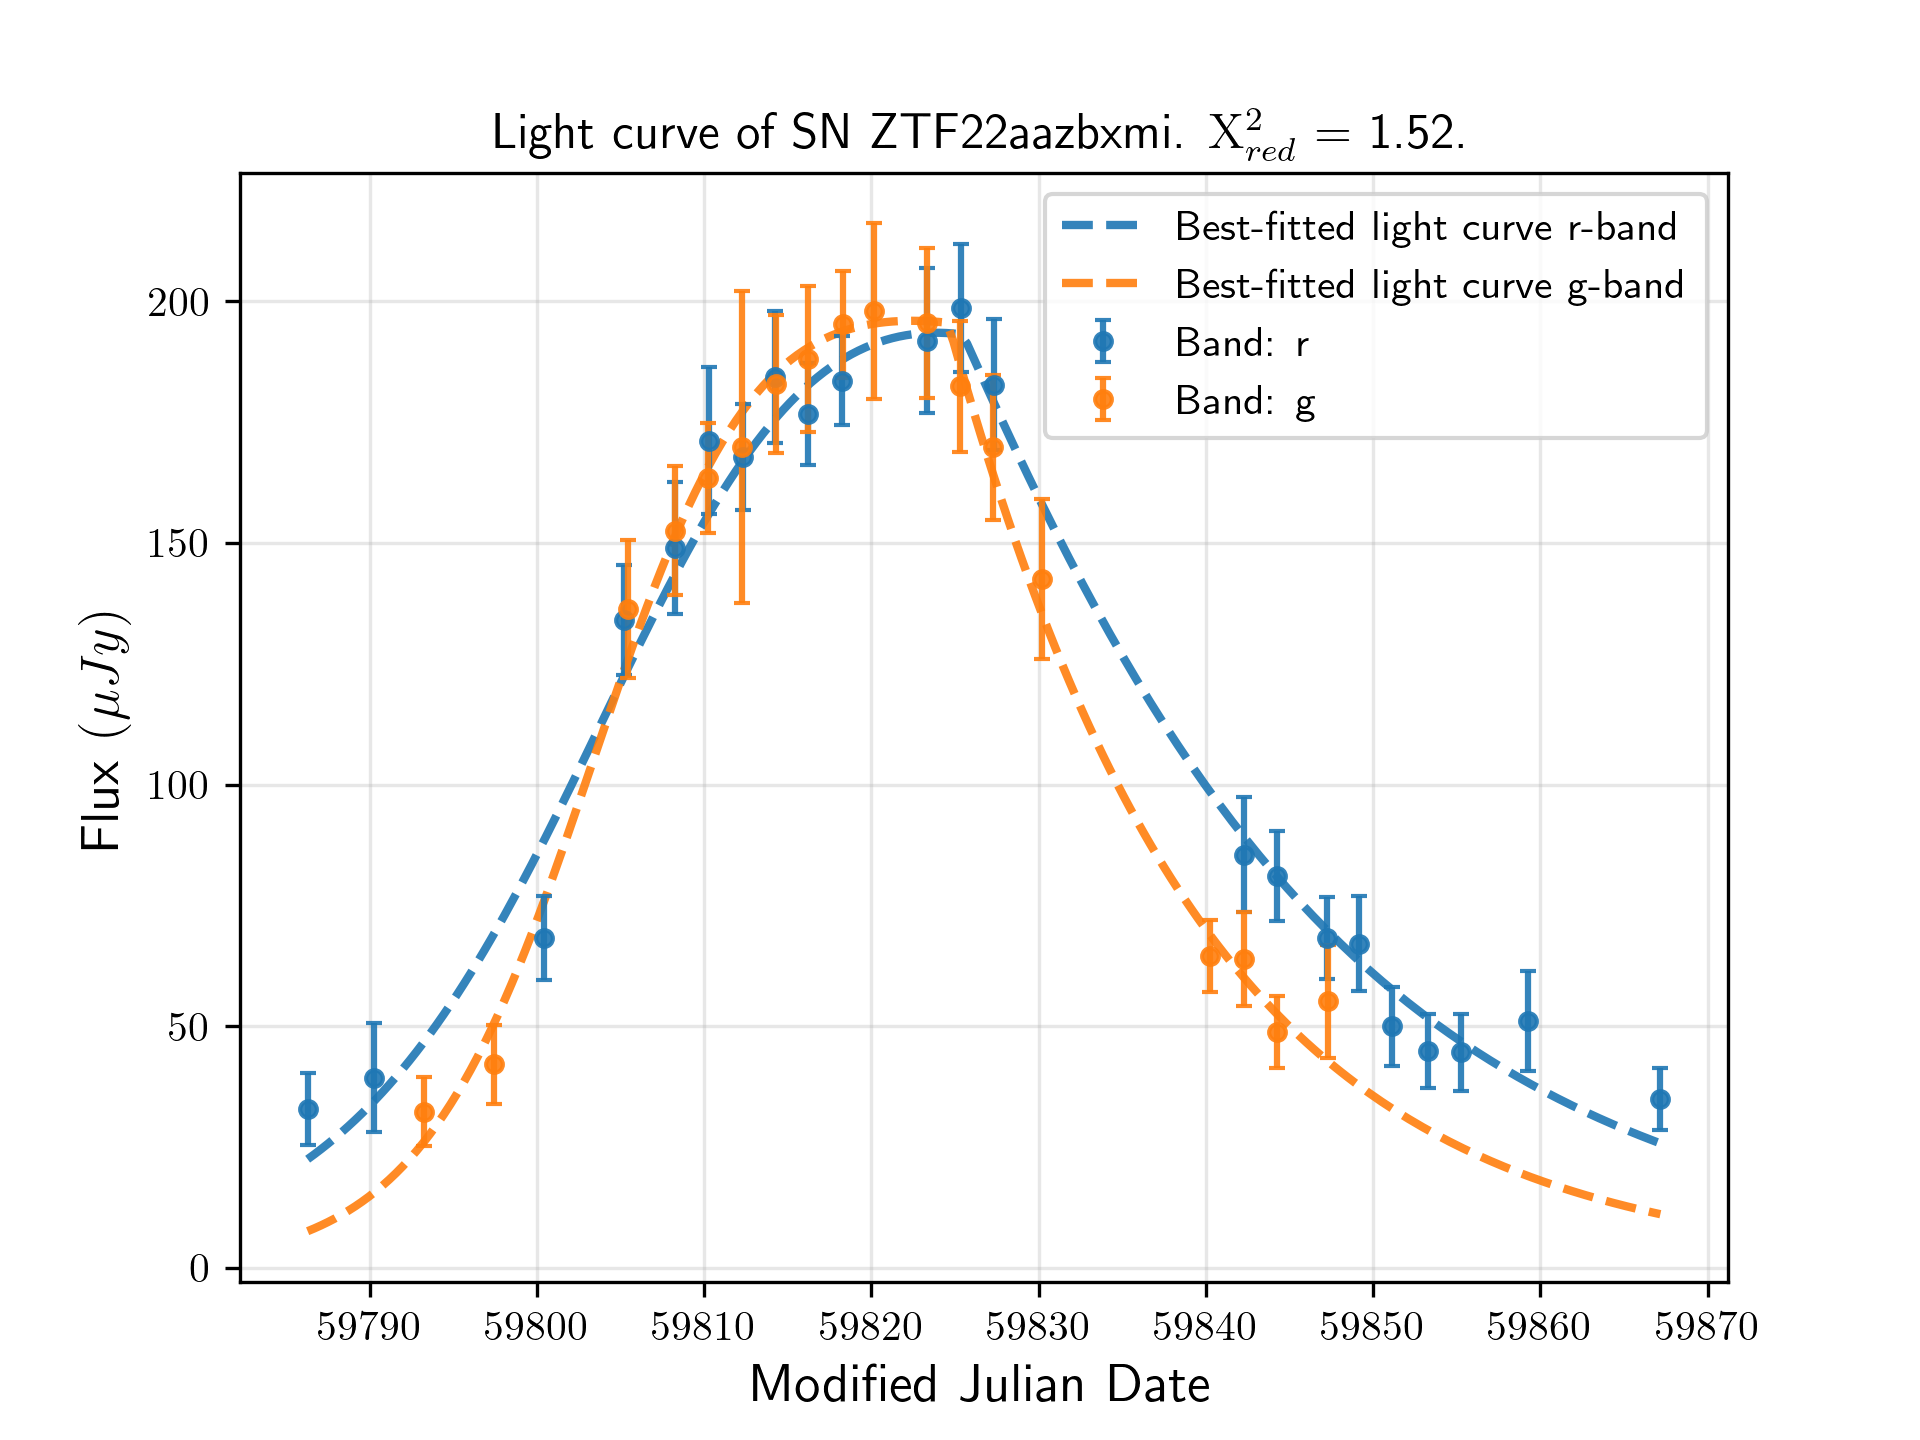 Light curve of SN ZTF22aazbxmi. X²_red = 1.52.
Best-fitted light curve r-band
Best-fitted light curve g-band
Band: r
Band: g
Flux (μJy)
200
150
100
50
0
59790 59800 59810 59820 59830 59840 59850 59860 59870
Modified Julian Date